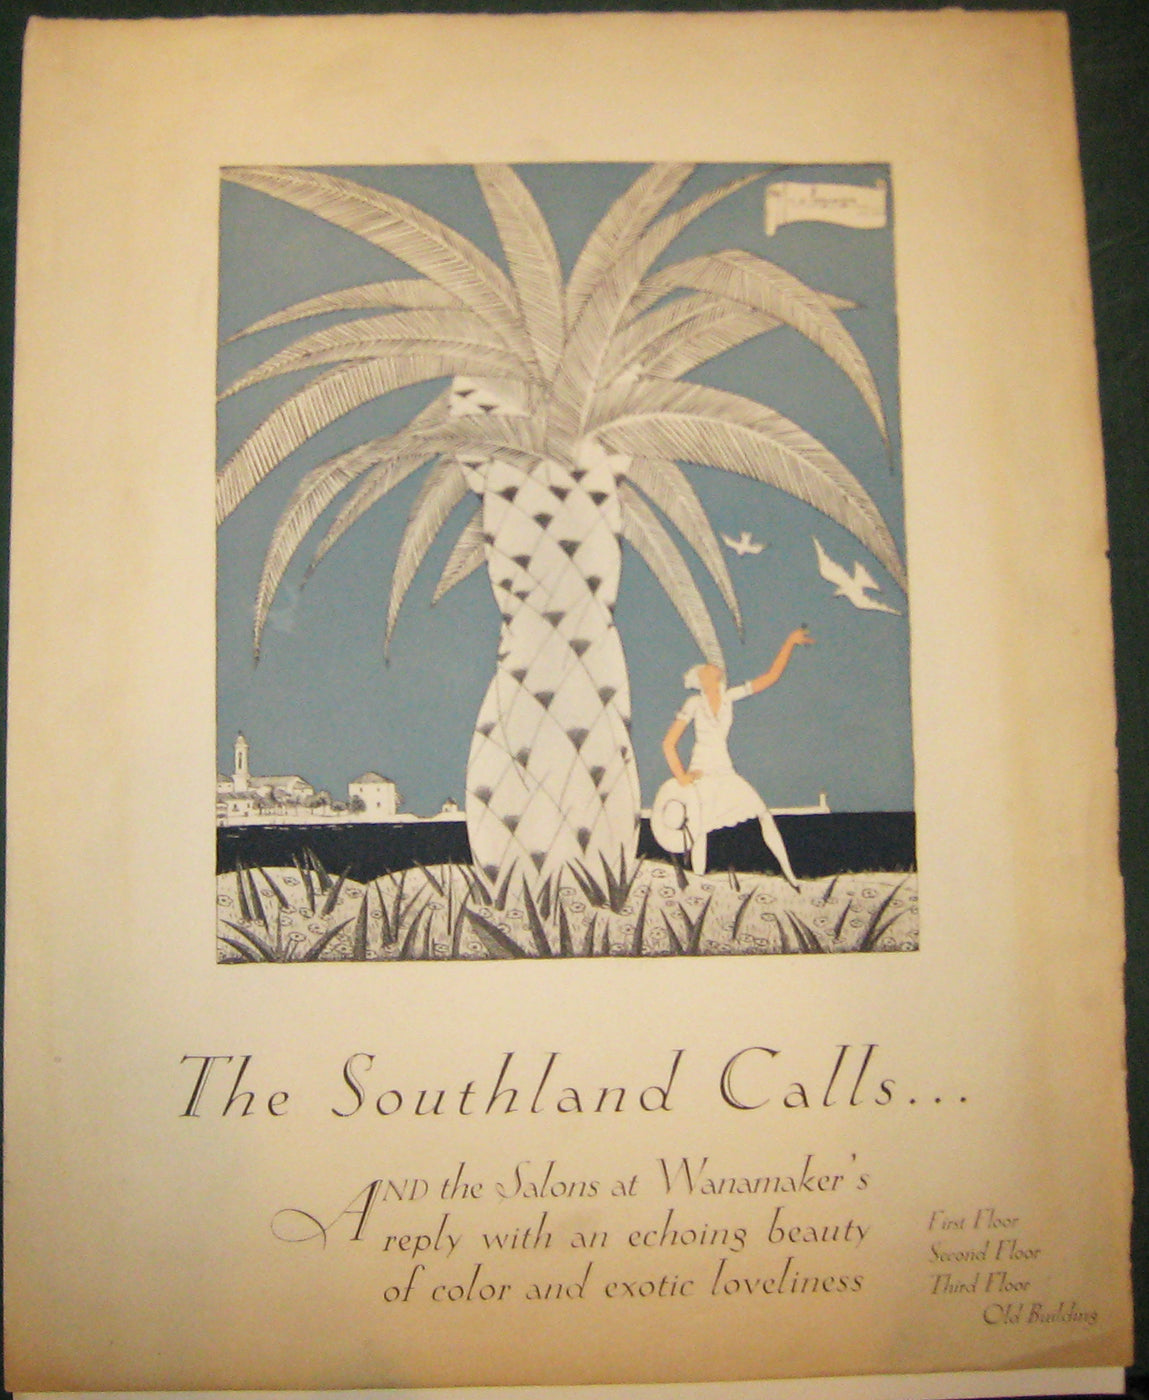 The Southland Calls...
AND the Salons at Wanamaker's
reply with an echoing beauty
of color and exotic loveliness
First Floor
Second Floor
Third Floor
Old Building